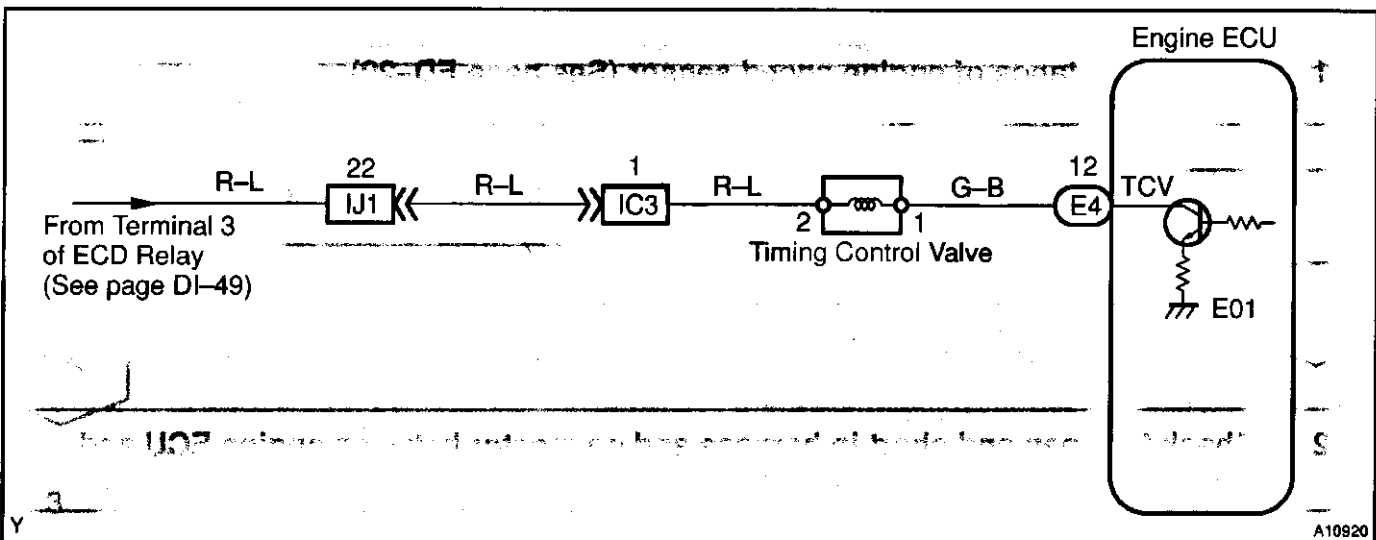 Engine ECU
22
1
12
R–L
R–L
R–L
G–B
TCV
IJ1
IC3
E4
2
1
From Terminal 3
of ECD Relay
(See page DI–49)
Timing Control Valve
E01
Y
A10920